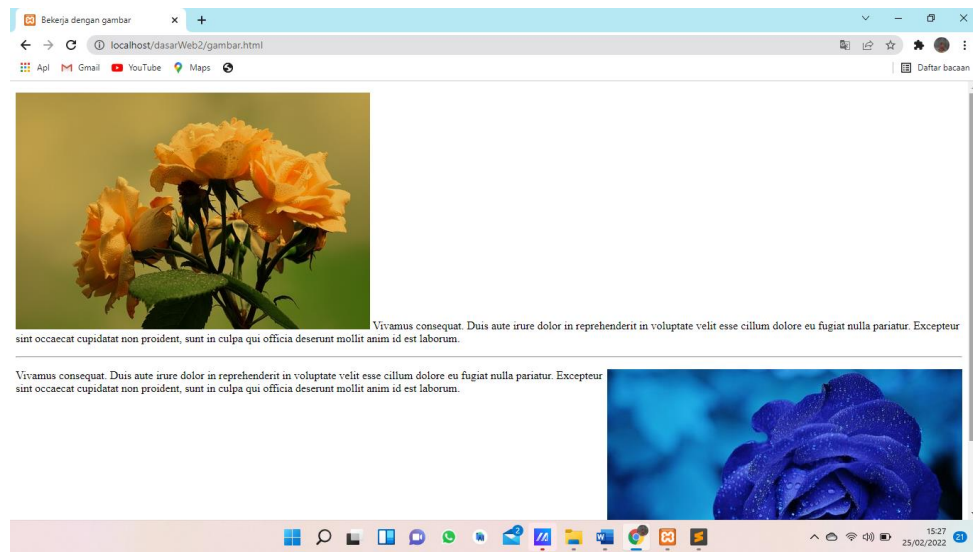 Bekerja dengan gambar
localhost/dasarWeb2/gambar.html
Apl Gmail YouTube Maps Daftar bacaan
Vivamus consequat. Duis aute irure dolor in reprehenderit in voluptate velit esse cillum dolore eu fugiat nulla pariatur. Excepteur
sint occaecat cupidatat non proident, sunt in culpa qui officia deserunt mollit anim id est laborum.
Vivamus consequat. Duis aute irure dolor in reprehenderit in voluptate velit esse cillum dolore eu fugiat nulla pariatur. Excepteur
sint occaecat cupidatat non proident, sunt in culpa qui officia deserunt mollit anim id est laborum.
15:27
25/02/2022 21